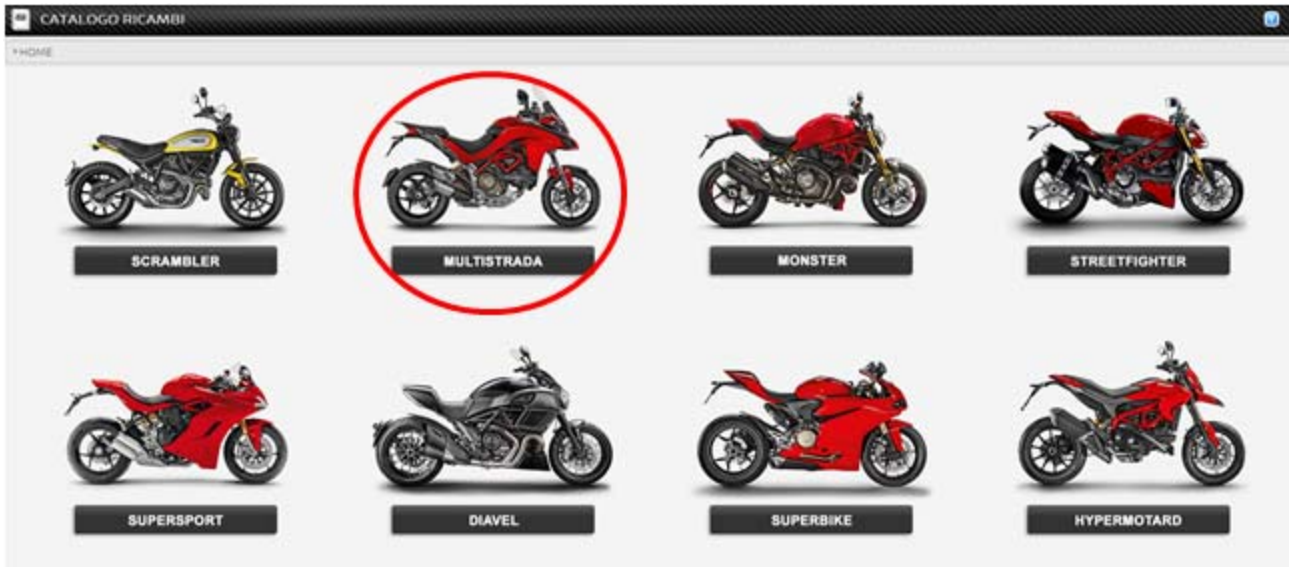 CATALOGO RICAMBI
HOME
SCRAMBLER
MULTISTRADA
MONSTER
STREETFIGHTER
SUPERSPORT
DIAVEL
SUPERBIKE
HYPERMOTARD